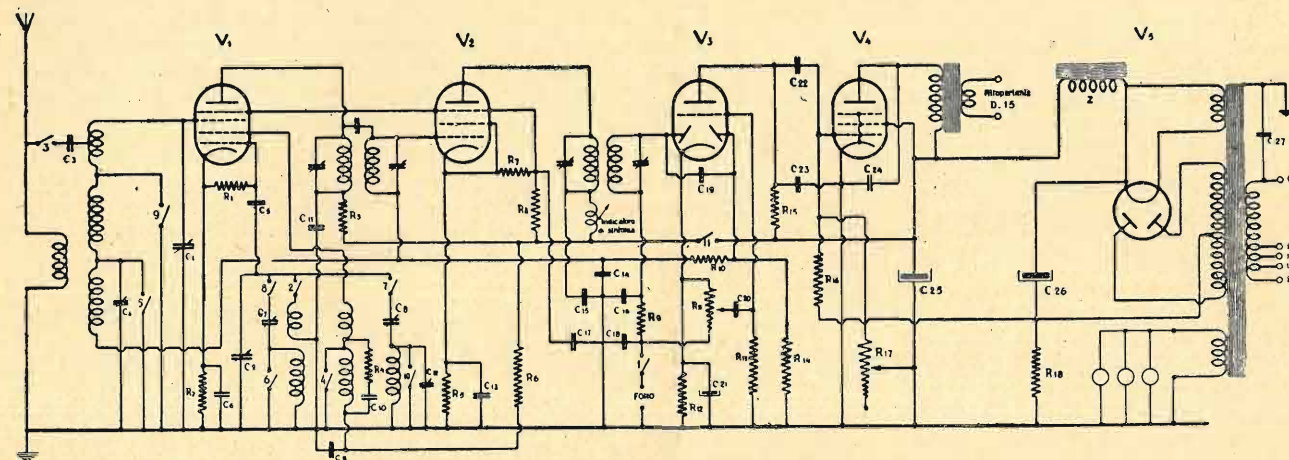 V1
V2
V3
V4
V5
3
C3
9
5
C4
C1
R1
C5
R2
C6
C2
8
C7
6
2
4
C11
R3
R4
C10
7
C8
10
C12
C9
R7
R8
R5
C13
R6
Indicatore
di sintonia
C14
C15
C16
C17
C18
R9
1
FONO
C19
11
R10
C20
R12
C21
R14
C22
C23
C24
R15
R16
R17
Altoparlante
D.15
C25
Z
C26
R18
C27